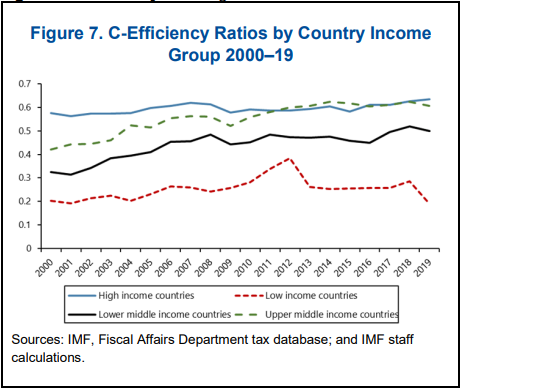 Figure 7. C-Efficiency Ratios by Country Income
Group 2000–19
0.7
0.6
0.5
0.4
0.3
0.2
0.1
0
2000 2001 2002 2003 2004 2005 2006 2007 2008 2009 2010 2011 2012 2013 2014 2015 2016 2017 2018 2019
High income countries Low income countries
Lower middle income countries Upper middle income countries
Sources: IMF, Fiscal Affairs Department tax database; and IMF staff
calculations.